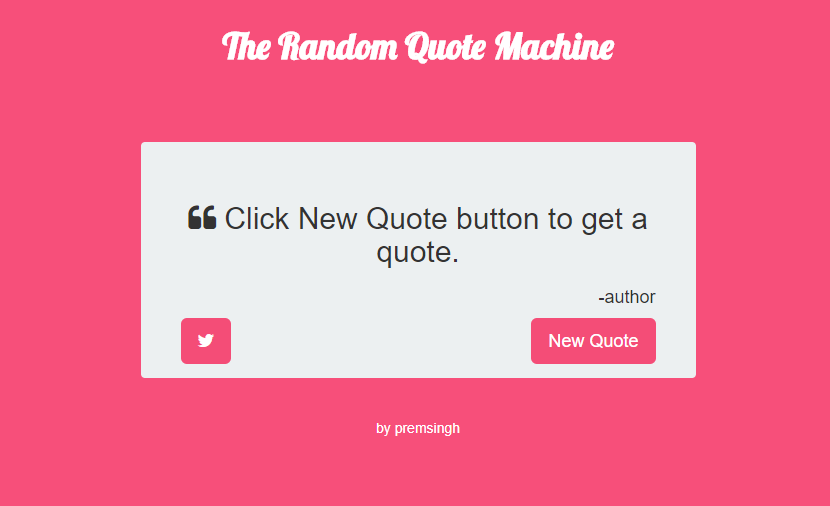 The Random Quote Machine
Click New Quote button to get a
quote.
-author
New Quote
by premsingh